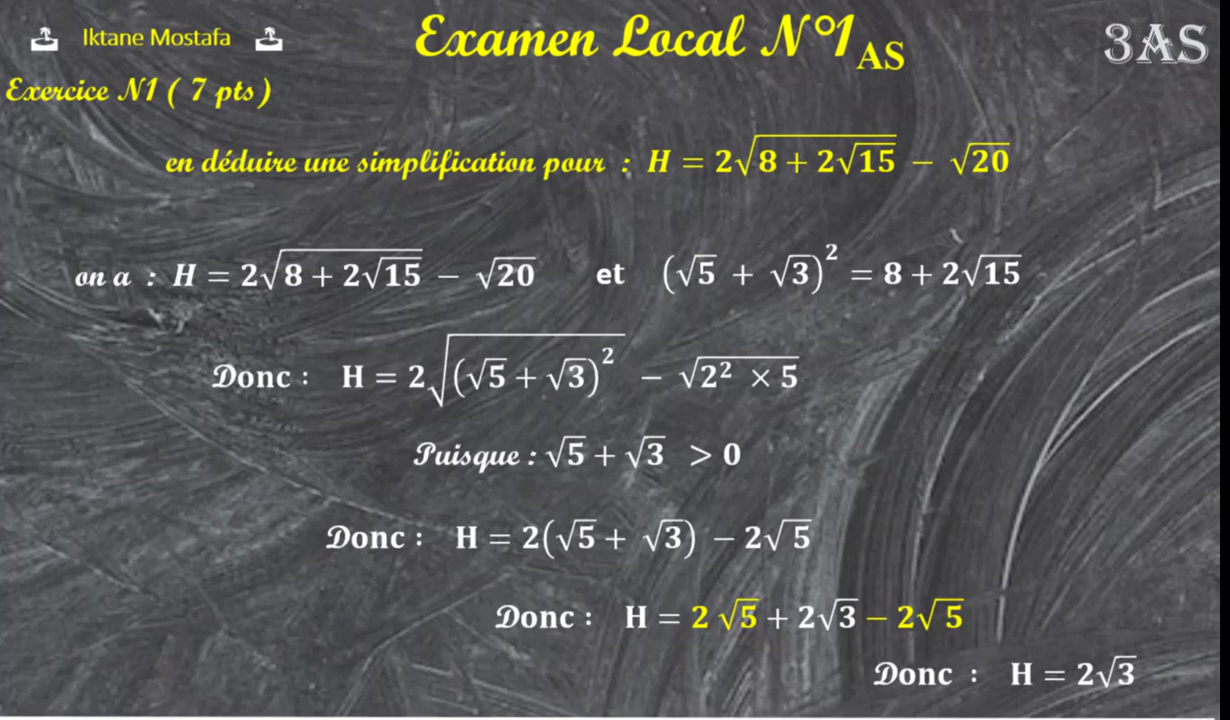 Iktane Mostafa
Examen Local N°1 AS
3AS
Exercice N1 ( 7 pts )
en déduire une simplification pour : H = 2√(8 + 2√15) − √20
on a : H = 2√(8 + 2√15) − √20 et (√5 + √3)² = 8 + 2√15
Donc : H = 2√((√5 + √3)²) − √(2² × 5)
Puisque : √5 + √3 > 0
Donc : H = 2(√5 + √3) − 2√5
Donc : H = 2 √5 + 2√3 − 2√5
Donc : H = 2√3